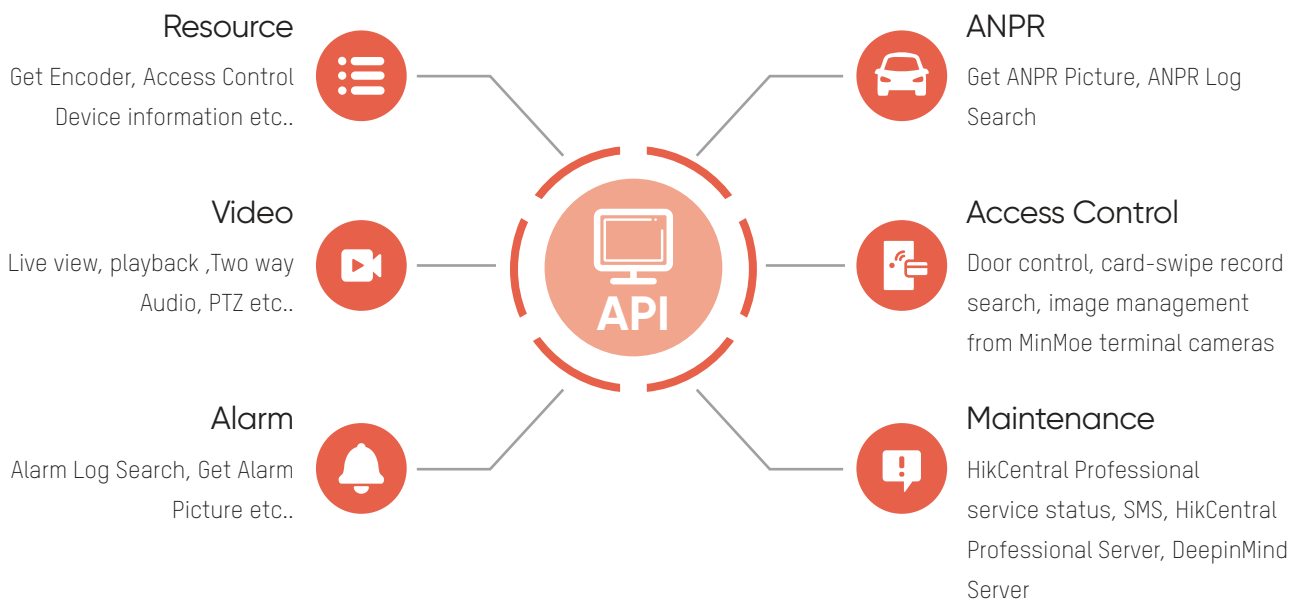 Resource
Get Encoder, Access Control
Device information etc..
Video
Live view, playback ,Two way
Audio, PTZ etc..
Alarm
Alarm Log Search, Get Alarm
Picture etc..
API
ANPR
Get ANPR Picture, ANPR Log
Search
Access Control
Door control, card-swipe record
search, image management
from MinMoe terminal cameras
Maintenance
HikCentral Professional
service status, SMS, HikCentral
Professional Server, DeepinMind
Server